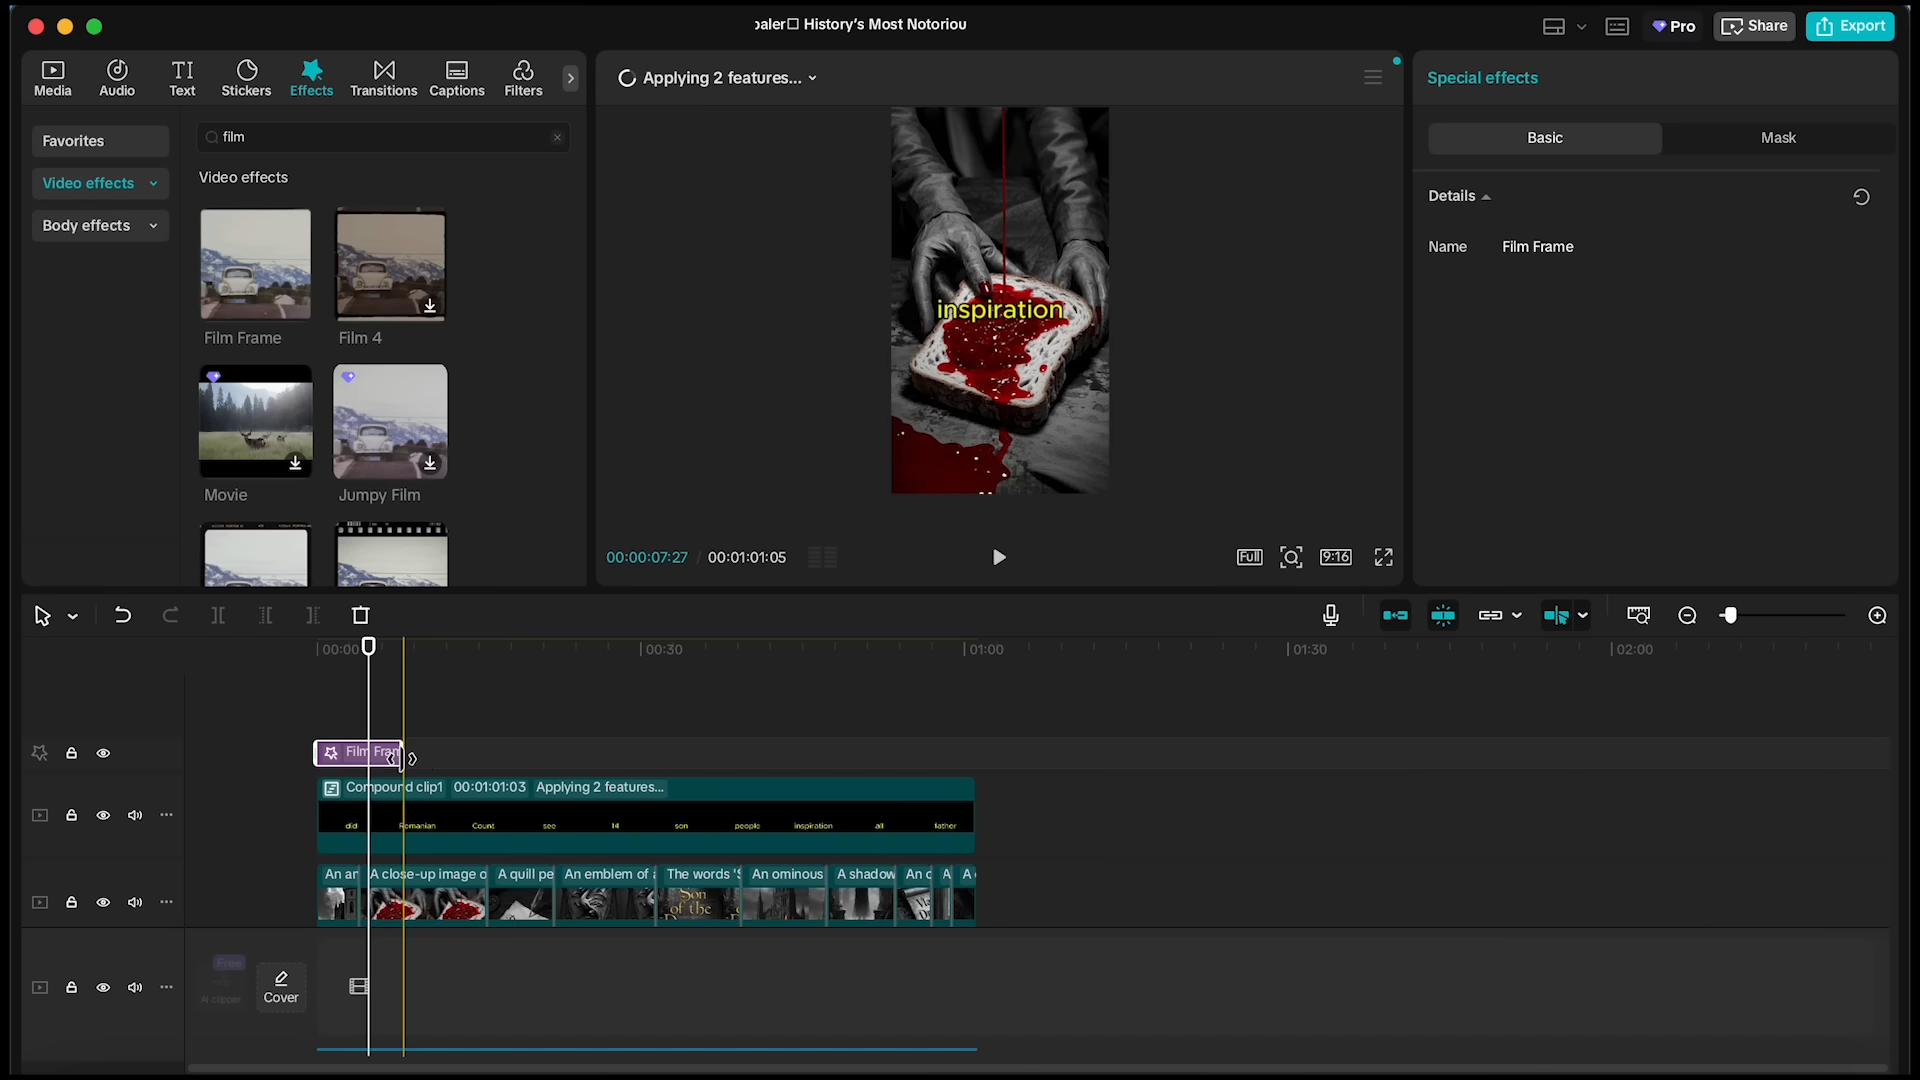 aler□ History's Most Notoriou
Pro
Share
Export
Media
Audio
Text
Stickers
Effects
Transitions
Captions
Filters
Applying 2 features...
Special effects
Favorites
Video effects
Body effects
film
Video effects
Film Frame
Film 4
Movie
Jumpy Film
inspiration
Basic
Mask
Details
Name
Film Frame
00:00:07:27 / 00:01:01:05
Full
9:16
00:00
00:30
01:00
01:30
02:00
Film Fram
Compound clip1 00:01:01:03 Applying 2 features...
did Romanian Count see 14 son people inspiration all father
An an
A close-up image o
A quill pe
An emblem of a
The words 'S
An ominous
A shadow
An c
A
A
Son
of the
Free
AI clipper
Cover